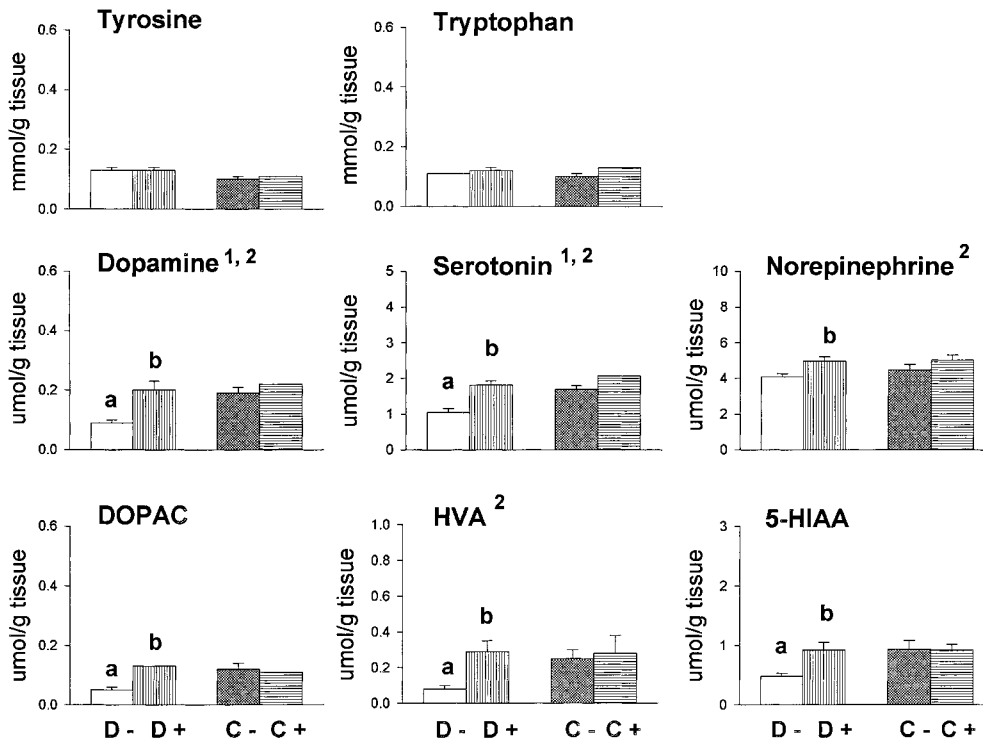 Tyrosine
mmol/g tissue
0.6
0.4
0.2
0.0
Tryptophan
mmol/g tissue
0.6
0.4
0.2
0.0
Dopamine 1, 2
umol/g tissue
0.6
0.4
0.2
0.0
a
b
Serotonin 1, 2
umol/g tissue
5
4
3
2
1
0
a
b
Norepinephrine 2
umol/g tissue
10
8
6
4
2
0
b
DOPAC
umol/g tissue
0.6
0.4
0.2
0.0
a
b
D - D + C - C +
HVA 2
umol/g tissue
1.0
0.8
0.6
0.4
0.2
0.0
a
b
D - D + C - C +
5-HIAA
umol/g tissue
3
2
1
0
a
b
D - D + C - C +